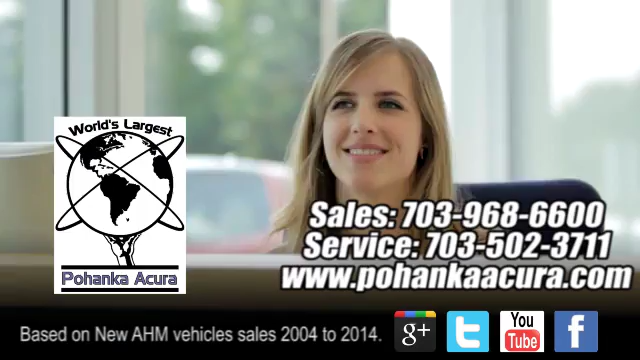 World's Largest
Pohanka Acura
Sales: 703-968-6600
Service: 703-502-3711
www.pohankaacura.com
Based on New AHM vehicles sales 2004 to 2014.
g+
You
Tube
f